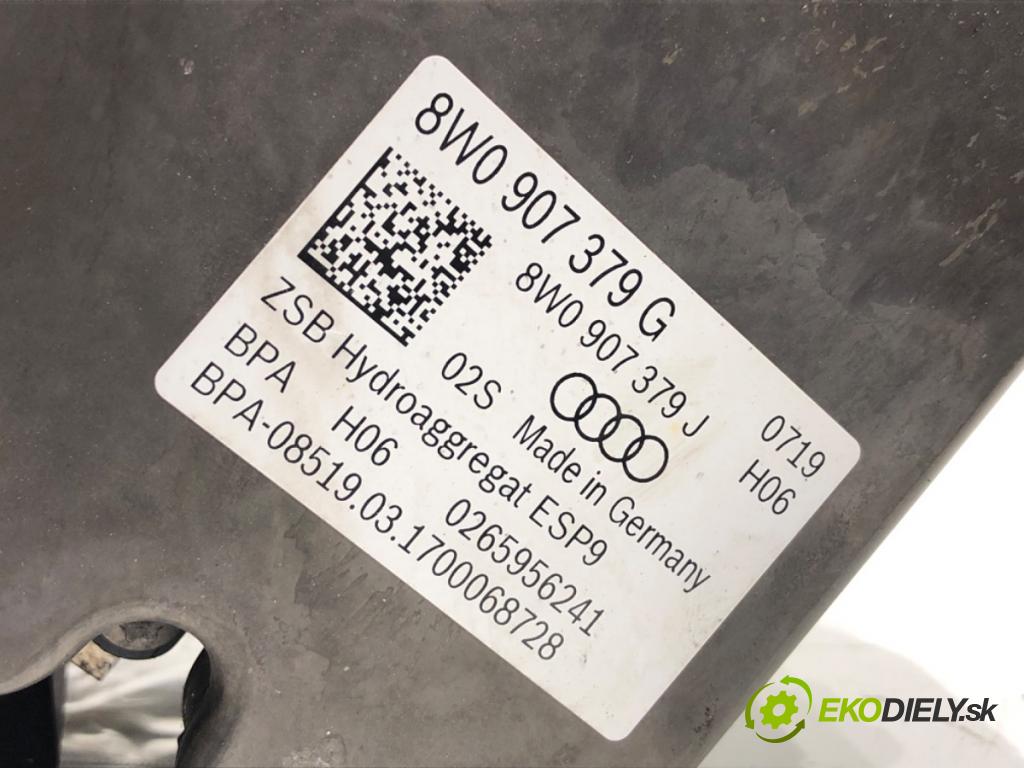 8W0 907 379 G
8W0 907 379 J
0719
02S
Made in Germany
H06
ZSB Hydroaggregat ESP9
BPA H06 0265956241
BPA-08519.03.1700068728
EKODIELY.sk